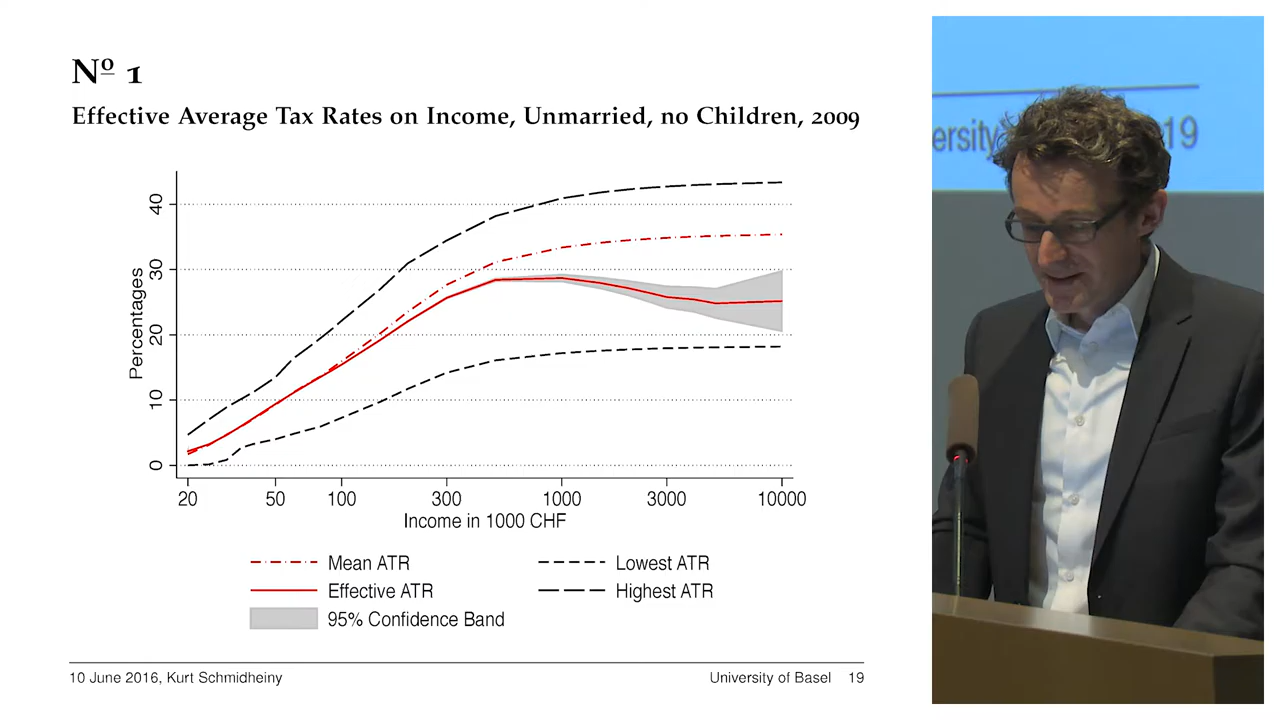 Nº 1
Effective Average Tax Rates on Income, Unmarried, no Children, 2009
Percentages
40
30
20
10
0
20 50 100 300 1000 3000 10000
Income in 1000 CHF
Mean ATR
Lowest ATR
Effective ATR
Highest ATR
95% Confidence Band
10 June 2016, Kurt Schmidheiny
University of Basel 19
ersity
19